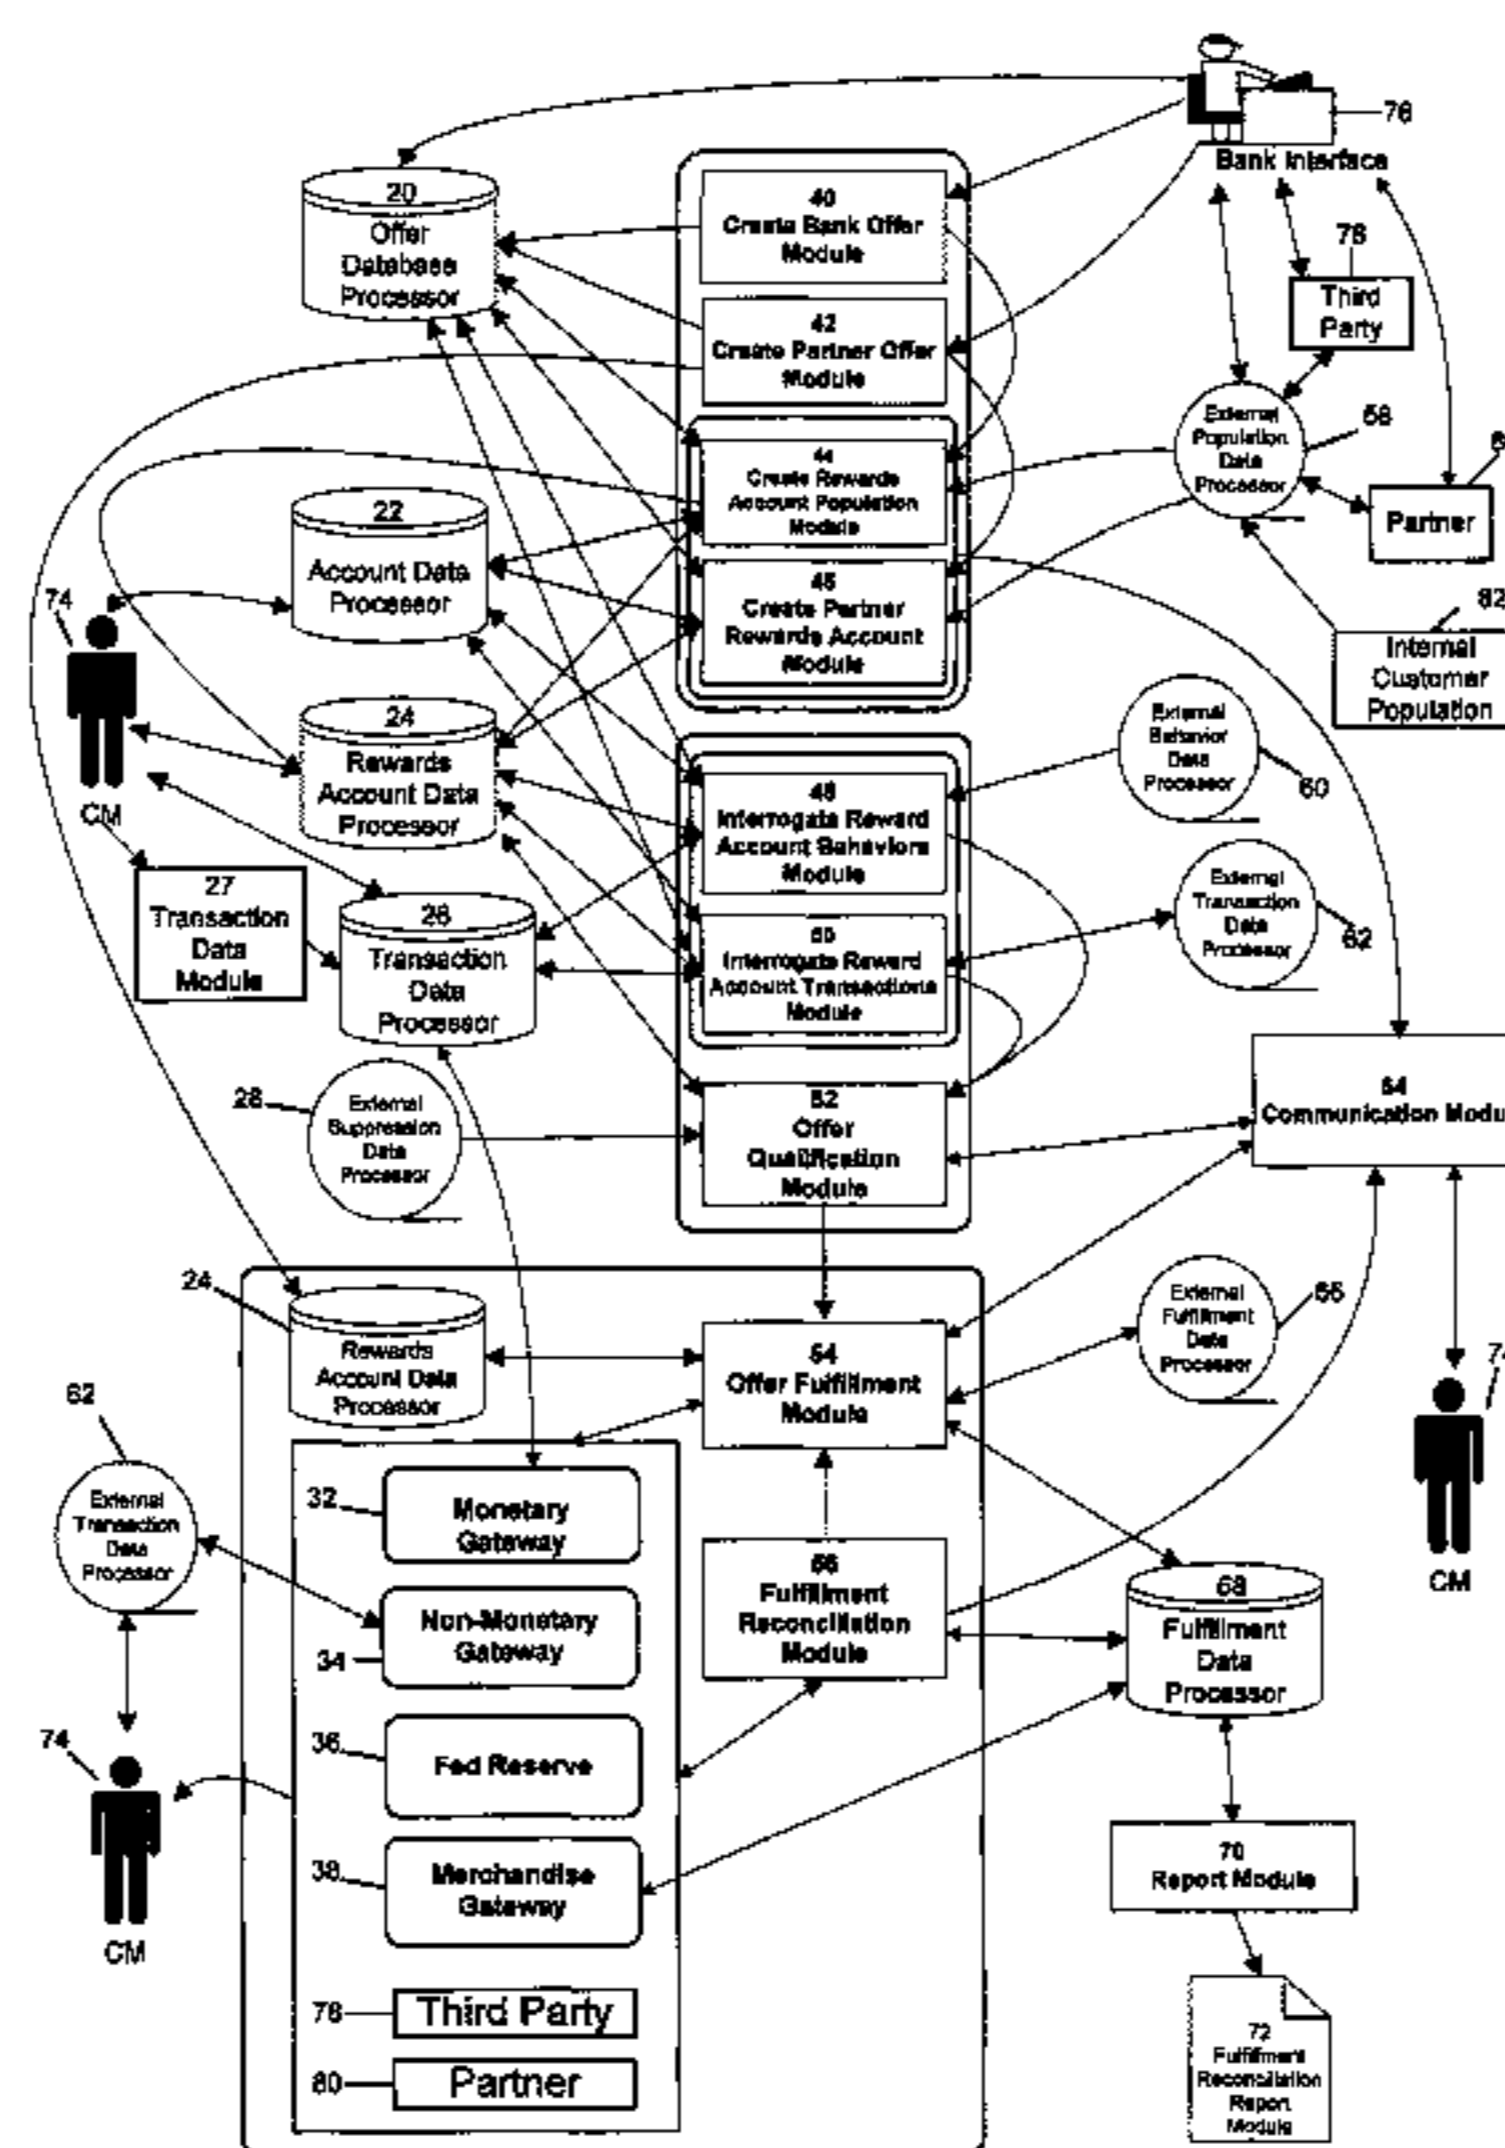 76
Bank Interface
20
Offer
Database
Processor
40
Create Bank Offer
Module
78
Third
Party
42
Create Partner Offer
Module
External
Population
Data
Processor
58
44
Create Rewards
Account Population
Module
Partner
22
Account Data
Processor
46
Create Partner
Rewards Account
Module
74
CM
82
Internal
Customer
Population
24
Rewards
Account Data
Processor
External
Behavior
Data
Processor
60
48
Interrogate Reward
Account Behaviors
Module
27
Transaction
Data
Module
26
Transaction
Data
Processor
50
Interrogate Reward
Account Transactions
Module
External
Transaction
Data
Processor
62
28
External
Suppression
Data
Processor
52
Offer
Qualification
Module
64
Communication
24
Rewards
Account Data
Processor
54
Offer Fulfillment
Module
External
Fulfillment
Data
Processor
66
CM
62
External
Transaction
Data
Processor
32
Monetary
Gateway
34
Non-Monetary
Gateway
56
Fulfillment
Reconciliation
Module
68
Fulfillment
Data
Processor
74
CM
36
Fed Reserve
38
Merchandise
Gateway
70
Report Module
78
Third Party
80
Partner
72
Fulfillment
Reconciliation
Report
Module